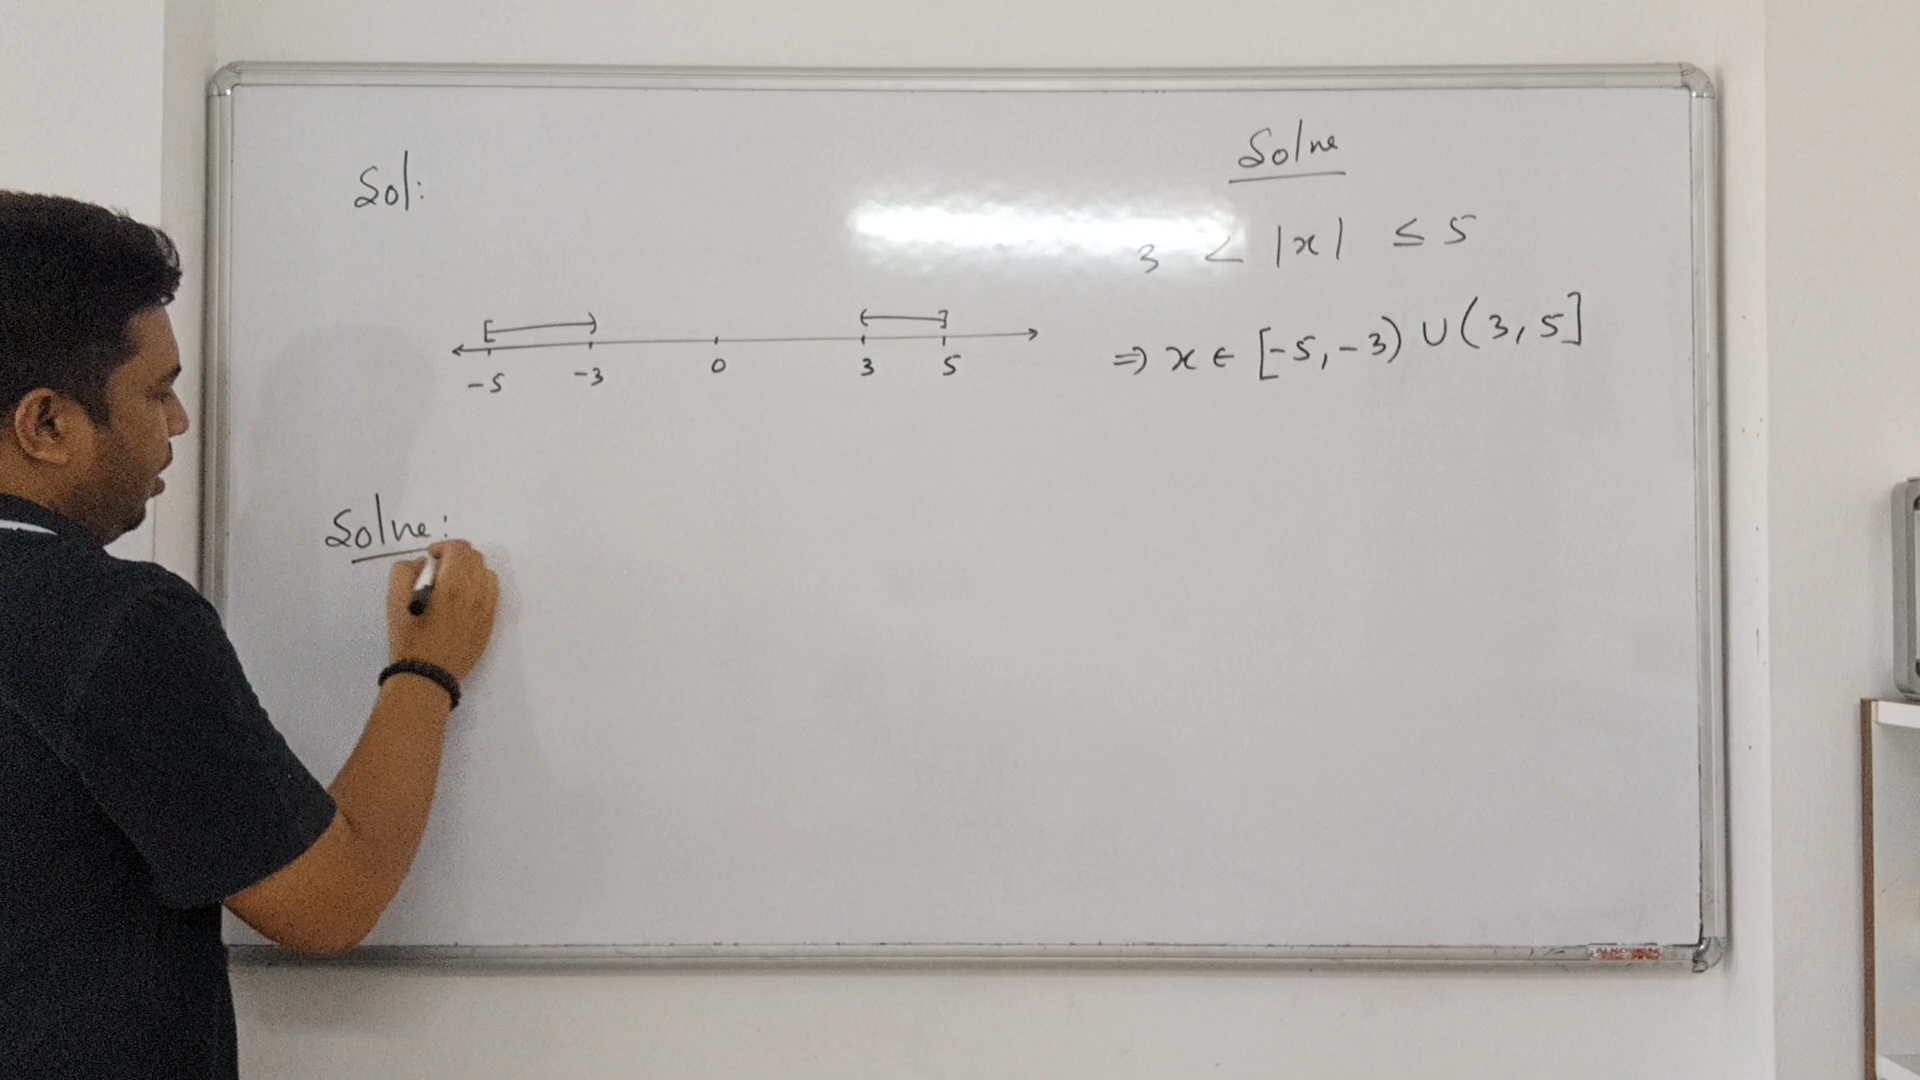 Solve
Sol:
3 < |x| ≤ 5
⇒ x ∈ [-5, -3) ∪ (3, 5]
-5 -3 0 3 5
Solve: